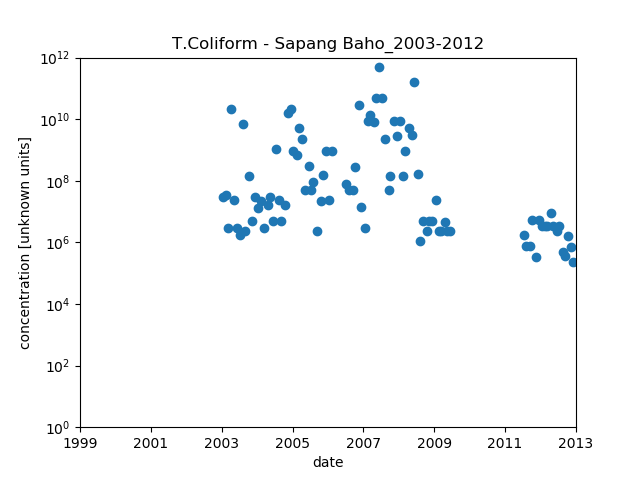 T.Coliform - Sapang Baho_2003-2012
concentration [unknown units]
10^12
10^10
10^8
10^6
10^4
10^2
10^0
1999 2001 2003 2005 2007 2009 2011 2013
date